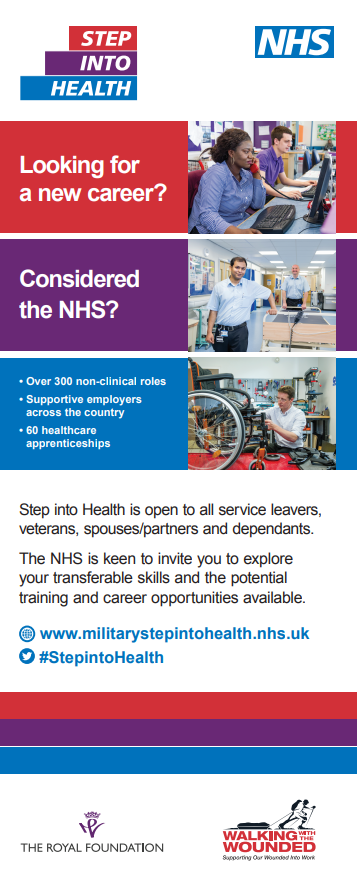 STEP
INTO
HEALTH
NHS
Looking for
a new career?
Considered
the NHS?
• Over 300 non-clinical roles
• Supportive employers
across the country
• 60 healthcare
apprenticeships
Step into Health is open to all service leavers,
veterans, spouses/partners and dependants.
The NHS is keen to invite you to explore
your transferable skills and the potential
training and career opportunities available.
www.militarystepintohealth.nhs.uk
#StepintoHealth
THE ROYAL FOUNDATION
WALKING WITH THE
WOUNDED
Supporting Our Wounded Into Work